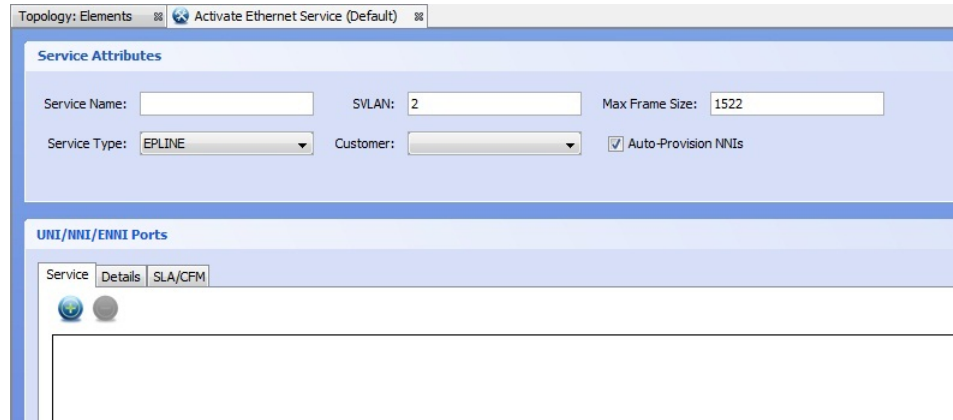 Topology: Elements Activate Ethernet Service (Default)
Service Attributes
Service Name: SVLAN: 2 Max Frame Size: 1522
Service Type: EPLINE Customer: Auto-Provision NNIs
UNI/NNI/ENNI Ports
Service Details SLA/CFM